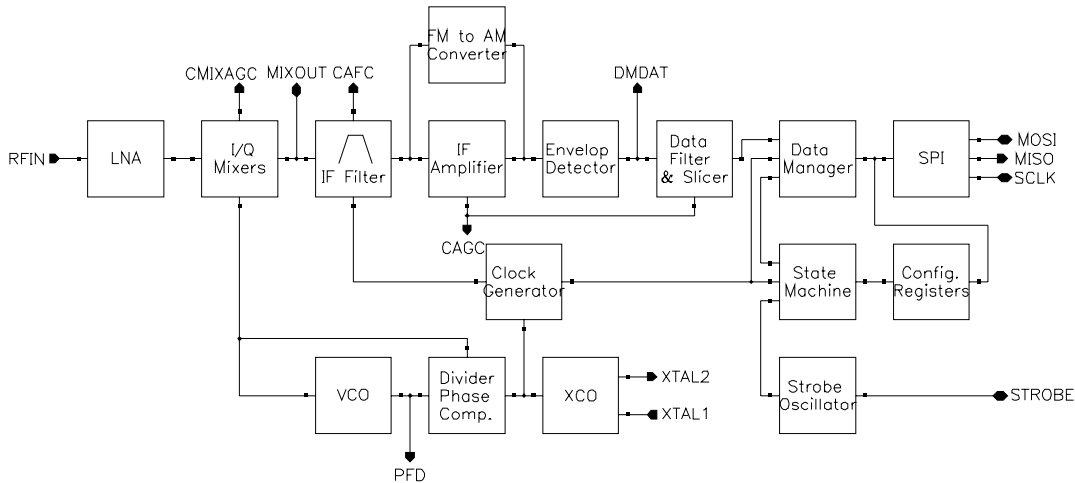 FM to AM
Converter
CMIXAGC
MIXOUT
CAFC
DMDAT
RFIN
LNA
I/Q
Mixers
IF Filter
IF
Amplifier
Envelop
Detector
Data
Filter
& Slicer
Data
Manager
SPI
MOSI
MISO
SCLK
CAGC
Clock
Generator
State
Machine
Config.
Registers
VCO
Divider
Phase
Comp.
XCO
XTAL2
XTAL1
Strobe
Oscillator
STROBE
PFD